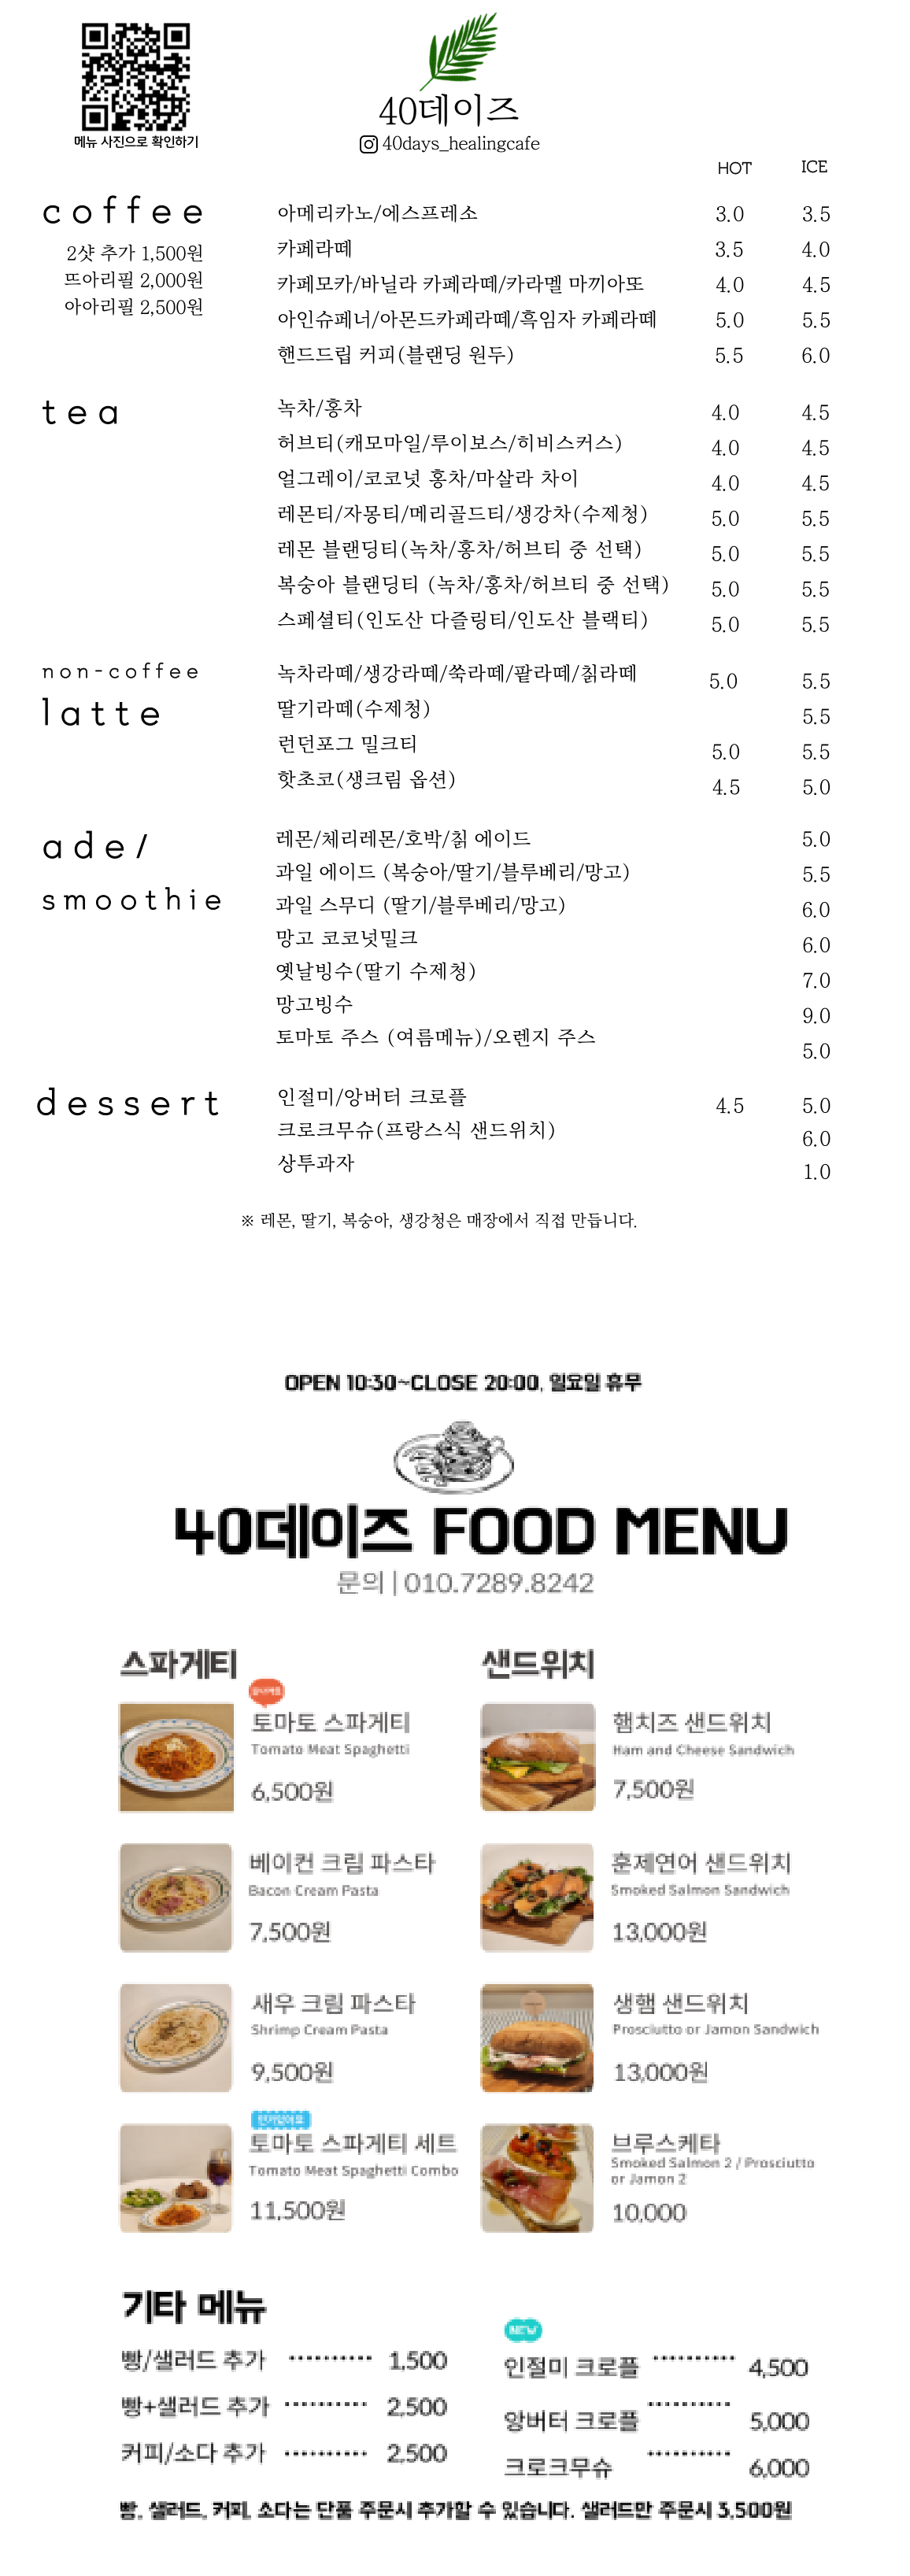 메뉴 사진으로 확인하기
40데이즈
40days_healingcafe
HOT ICE
coffee
2샷 추가 1,500원
뜨아리필 2,000원
아아리필 2,500원
아메리카노/에스프레소 3.0 3.5
카페라떼 3.5 4.0
카페모카/바닐라 카페라떼/카라멜 마끼아또 4.0 4.5
아인슈페너/아몬드카페라떼/흑임자 카페라떼 5.0 5.5
핸드드립 커피(블랜딩 원두) 5.5 6.0
tea
녹차/홍차 4.0 4.5
허브티(캐모마일/루이보스/히비스커스) 4.0 4.5
얼그레이/코코넛 홍차/마살라 차이 4.0 4.5
레몬티/자몽티/메리골드티/생강차(수제청) 5.0 5.5
레몬 블랜딩티(녹차/홍차/허브티 중 선택) 5.0 5.5
복숭아 블랜딩티 (녹차/홍차/허브티 중 선택) 5.0 5.5
스페셜티(인도산 다즐링티/인도산 블랙티) 5.0 5.5
non-coffee
latte
녹차라떼/생강라떼/쑥라떼/팥라떼/칡라떼 5.0 5.5
딸기라떼(수제청) 5.5
런던포그 밀크티 5.0 5.5
핫초코(생크림 옵션) 4.5 5.0
ade/
smoothie
레몬/체리레몬/호박/칡 에이드 5.0
과일 에이드 (복숭아/딸기/블루베리/망고) 5.5
과일 스무디 (딸기/블루베리/망고) 6.0
망고 코코넛밀크 6.0
옛날빙수(딸기 수제청) 7.0
망고빙수 9.0
토마토 주스 (여름메뉴)/오렌지 주스 5.0
dessert
인절미/앙버터 크로플 4.5 5.0
크로크무슈(프랑스식 샌드위치) 6.0
상투과자 1.0
※ 레몬, 딸기, 복숭아, 생강청은 매장에서 직접 만듭니다.
OPEN 10:30~CLOSE 20:00, 일요일 휴무
40데이즈 FOOD MENU
문의 | 010.7289.8242
스파게티
토마토 스파게티
Tomato Meat Spaghetti
6,500원
베이컨 크림 파스타
Bacon Cream Pasta
7,500원
새우 크림 파스타
Shrimp Cream Pasta
9,500원
인기있어요
토마토 스파게티 세트
Tomato Meat Spaghetti Combo
11,500원
샌드위치
햄치즈 샌드위치
Ham and Cheese Sandwich
7,500원
훈제연어 샌드위치
Smoked Salmon Sandwich
13,000원
생햄 샌드위치
Prosciutto or Jamon Sandwich
13,000원
브루스케타
Smoked Salmon 2 / Prosciutto
or Jamon 2
10,000
기타 메뉴
빵/샐러드 추가 ·········· 1,500
빵+샐러드 추가 ·········· 2,500
커피/소다 추가 ·········· 2,500
NEW
인절미 크로플 ·········· 4,500
앙버터 크로플 ·········· 5,000
크로크무슈 ·········· 6,000
빵, 샐러드, 커피, 소다는 단품 주문시 추가할 수 있습니다. 샐러드만 주문시 3,500원